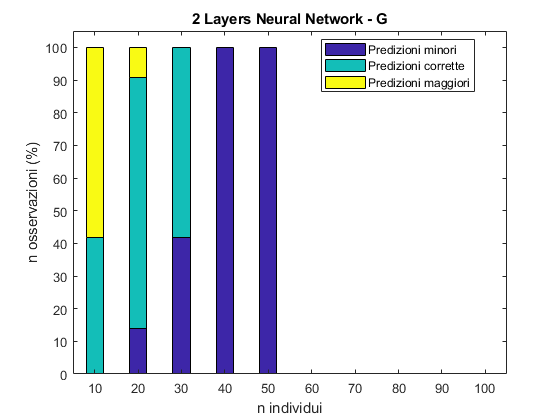 2 Layers Neural Network - G
Predizioni minori
Predizioni corrette
Predizioni maggiori
n osservazioni (%)
100
90
80
70
60
50
40
30
20
10
0
10 20 30 40 50 60 70 80 90 100
n individui